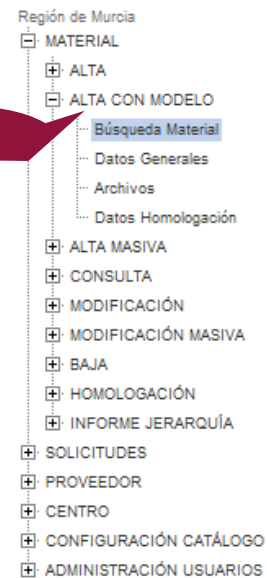 Región de Murcia
MATERIAL
ALTA
ALTA CON MODELO
Búsqueda Material
Datos Generales
Archivos
Datos Homologación
ALTA MASIVA
CONSULTA
MODIFICACIÓN
MODIFICACIÓN MASIVA
BAJA
HOMOLOGACIÓN
INFORME JERARQUÍA
SOLICITUDES
PROVEEDOR
CENTRO
CONFIGURACIÓN CATÁLOGO
ADMINISTRACIÓN USUARIOS